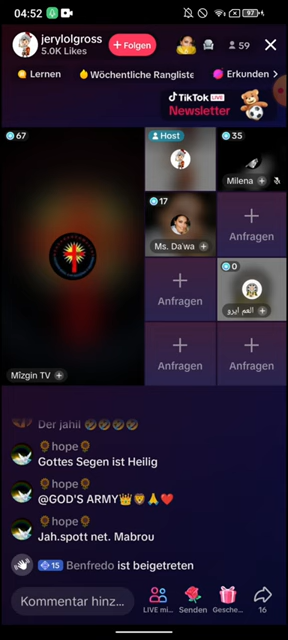 04:52
97
jerylolgross
5.0K Likes
+ Folgen
59
Lernen
Wöchentliche Rangliste
Erkunden
TikTok LIVE
Newsletter
67
Host
35
Milena
17
Ms. Da'wa
Anfragen
Anfragen
0
Anfragen
العم ايرو
Anfragen
Anfragen
Mîzgin TV
Der jahil 🤣🤣🤣🤣
🌻hope🌻
Gottes Segen ist Heilig
🌻hope🌻
@GOD'S ARMY👑🦁🙏❤️
🌻hope🌻
Jah.spott net. Mabrou
15 Benfredo ist beigetreten
Kommentar hinz...
LIVE mi...
Senden
Gesche...
16